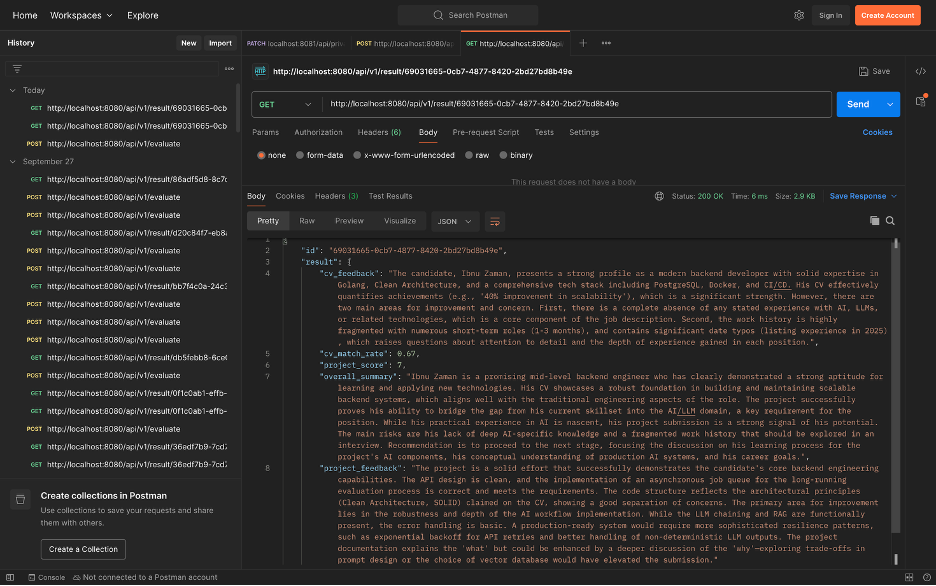 Home Workspaces Explore Search Postman Sign In Create Account
History New Import
PATCH localhost:8081/api/priv POST http://localhost:8080/ap GET http://localhost:8080/api
http://localhost:8080/api/v1/result/69031665-0cb7-4877-8420-2bd27bd8b49e Save
Today
GET http://localhost:8080/api/v1/result/69031665-0cb
GET http://localhost:8080/api/v1/result/69031665-0cb
POST http://localhost:8080/api/v1/evaluate
September 27
GET http://localhost:8080/api/v1/result/86adf5d8-8c7c
POST http://localhost:8080/api/v1/evaluate
POST http://localhost:8080/api/v1/evaluate
GET http://localhost:8080/api/v1/result/d20c84f7-eb8a
POST http://localhost:8080/api/v1/evaluate
POST http://localhost:8080/api/v1/evaluate
GET http://localhost:8080/api/v1/result/bb7f4c0a-24c3
POST http://localhost:8080/api/v1/evaluate
POST http://localhost:8080/api/v1/evaluate
POST http://localhost:8080/api/v1/evaluate
GET http://localhost:8080/api/v1/result/db5febb8-6ce0
POST http://localhost:8080/api/v1/evaluate
GET http://localhost:8080/api/v1/result/0f1c0ab1-effb-
GET http://localhost:8080/api/v1/result/0f1c0ab1-effb-
POST http://localhost:8080/api/v1/evaluate
GET http://localhost:8080/api/v1/result/36edf7b9-7cd7
GET http://localhost:8080/api/v1/result/36edf7b9-7cd7
Create collections in Postman
Use collections to save your requests and share
them with others.
Create a Collection
GET http://localhost:8080/api/v1/result/69031665-0cb7-4877-8420-2bd27bd8b49e Send
Params Authorization Headers (6) Body Pre-request Script Tests Settings Cookies
none form-data x-www-form-urlencoded raw binary
This request does not have a body
Body Cookies Headers (3) Test Results Status: 200 OK Time: 6 ms Size: 2.9 KB Save Response
Pretty Raw Preview Visualize JSON
1 {
2 "id": "69031665-0cb7-4877-8420-2bd27bd8b49e",
3 "result": {
4 "cv_feedback": "The candidate, Ibnu Zaman, presents a strong profile as a modern backend developer with solid expertise in
Golang, Clean Architecture, and a comprehensive tech stack including PostgreSQL, Docker, and CI/CD. His CV effectively
quantifies achievements (e.g., '40% improvement in scalability'), which is a significant strength. However, there are
two main areas for improvement and concern. First, there is a complete absence of any stated experience with AI, LLMs,
or related technologies, which is a core component of the job description. Second, the work history is highly
fragmented with numerous short-term roles (1-3 months), and contains significant date typos (listing experience in 2025)
, which raises questions about attention to detail and the depth of experience gained in each position.",
5 "cv_match_rate": 0.67,
6 "project_score": 7,
7 "overall_summary": "Ibnu Zaman is a promising mid-level backend engineer who has clearly demonstrated a strong aptitude for
learning and applying new technologies. His CV showcases a robust foundation in building and maintaining scalable
backend systems, which aligns well with the traditional engineering aspects of the role. The project successfully
proves his ability to bridge the gap from his current skillset into the AI/LLM domain, a key requirement for the
position. While his practical experience in AI is nascent, his project submission is a strong signal of his potential.
The main risks are his lack of deep AI-specific knowledge and a fragmented work history that should be explored in an
interview. Recommendation is to proceed to the next stage, focusing the discussion on his learning process for the
project's AI components, his conceptual understanding of production AI systems, and his career goals.",
8 "project_feedback": "The project is a solid effort that successfully demonstrates the candidate's core backend engineering
capabilities. The API design is clean, and the implementation of an asynchronous job queue for the long-running
evaluation process is correct and meets the requirements. The code structure reflects the architectural principles
(Clean Architecture, SOLID) claimed on the CV, showing a good separation of concerns. The primary area for improvement
lies in the robustness and depth of the AI workflow implementation. While the LLM chaining and RAG are functionally
present, the error handling is basic. A production-ready system would require more sophisticated resilience patterns,
such as exponential backoff for API retries and better handling of non-deterministic LLM outputs. The project
documentation explains the 'what' but could be enhanced by a deeper discussion of the 'why'—exploring trade-offs in
prompt design or the choice of vector database would have elevated the submission."
Console Not connected to a Postman account